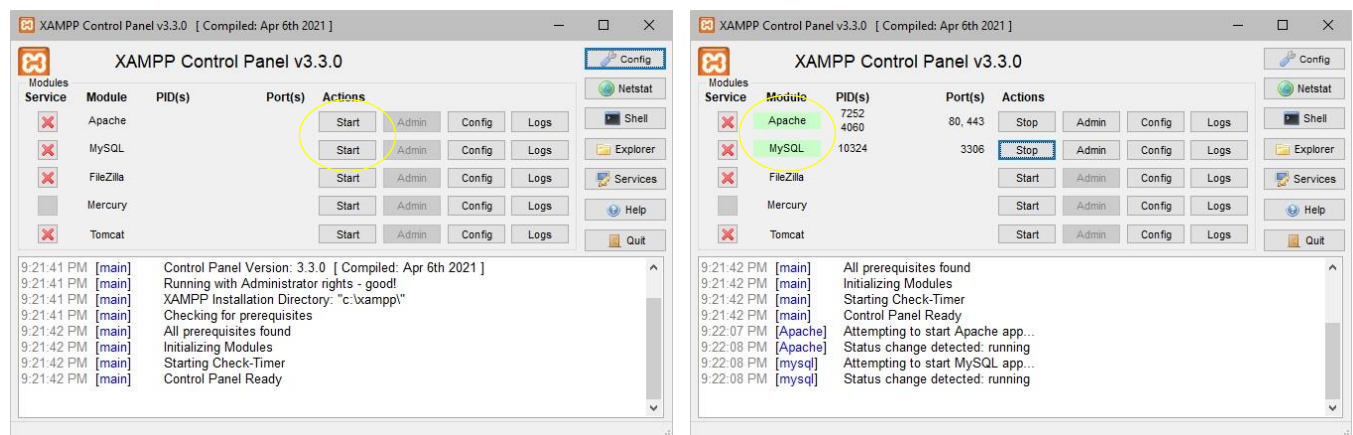 XAMPP Control Panel v3.3.0 [ Compiled: Apr 6th 2021 ]
XAMPP Control Panel v3.3.0
Config
Modules
Service Module PID(s) Port(s) Actions
Netstat
Apache Start Admin Config Logs
Shell
MySQL Start Admin Config Logs
Explorer
FileZilla Start Admin Config Logs
Services
Mercury Start Admin Config Logs
Help
Tomcat Start Admin Config Logs
Quit
9:21:41 PM [main] Control Panel Version: 3.3.0 [ Compiled: Apr 6th 2021 ]
9:21:41 PM [main] Running with Administrator rights - good!
9:21:41 PM [main] XAMPP Installation Directory: "c:\xampp\"
9:21:41 PM [main] Checking for prerequisites
9:21:42 PM [main] All prerequisites found
9:21:42 PM [main] Initializing Modules
9:21:42 PM [main] Starting Check-Timer
9:21:42 PM [main] Control Panel Ready
XAMPP Control Panel v3.3.0 [ Compiled: Apr 6th 2021 ]
XAMPP Control Panel v3.3.0
Config
Modules
Service Module PID(s) Port(s) Actions
Netstat
Apache 7252 4060 80, 443 Stop Admin Config Logs
Shell
MySQL 10324 3306 Stop Admin Config Logs
Explorer
FileZilla Start Admin Config Logs
Services
Mercury Start Admin Config Logs
Help
Tomcat Start Admin Config Logs
Quit
9:21:42 PM [main] All prerequisites found
9:21:42 PM [main] Initializing Modules
9:21:42 PM [main] Starting Check-Timer
9:21:42 PM [main] Control Panel Ready
9:22:07 PM [Apache] Attempting to start Apache app...
9:22:08 PM [Apache] Status change detected: running
9:22:08 PM [mysql] Attempting to start MySQL app...
9:22:08 PM [mysql] Status change detected: running